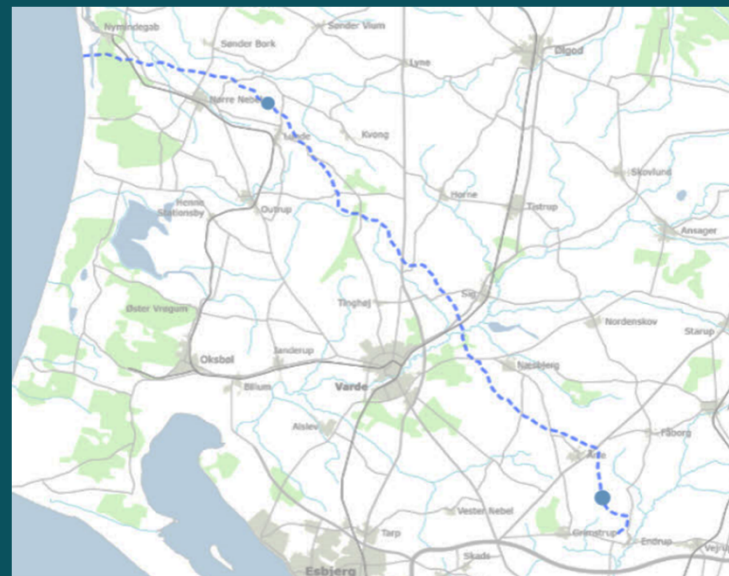 Nymindegab
Sønder Bork
Sønder Vium
Lyne
Ølgod
Nørre Nebel
Lunde
Kvong
Skovlund
Horne
Tistrup
Henne
Stationsby
Outrup
Ansager
Sig
Tinghøj
Øster Vrøgum
Nordenskov
Starup
Oksbøl
Janderup
Næsbjerg
Billum
Varde
Alslev
Fåborg
Årre
Vester Nebel
Tarp
Grimstrup
Endrup
Skads
Esbjerg